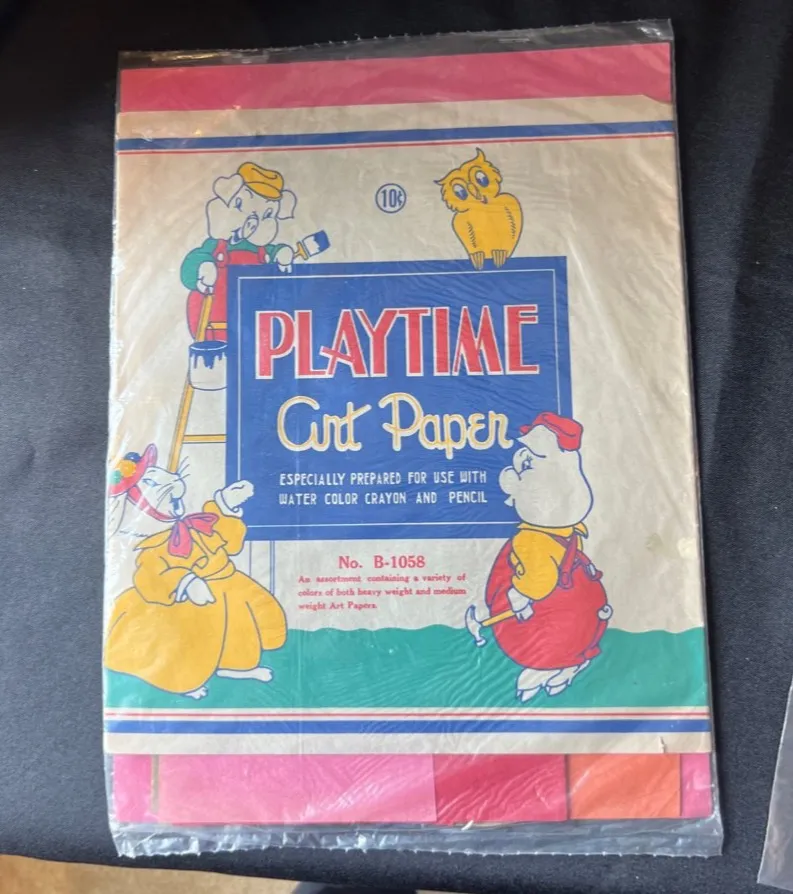 10¢
PLAYTIME
Art Paper
ESPECIALLY PREPARED FOR USE WITH
WATER COLOR CRAYON AND PENCIL
No. B-1058
An assortment containing a variety of
colors of both heavy weight and medium
weight Art Papers.